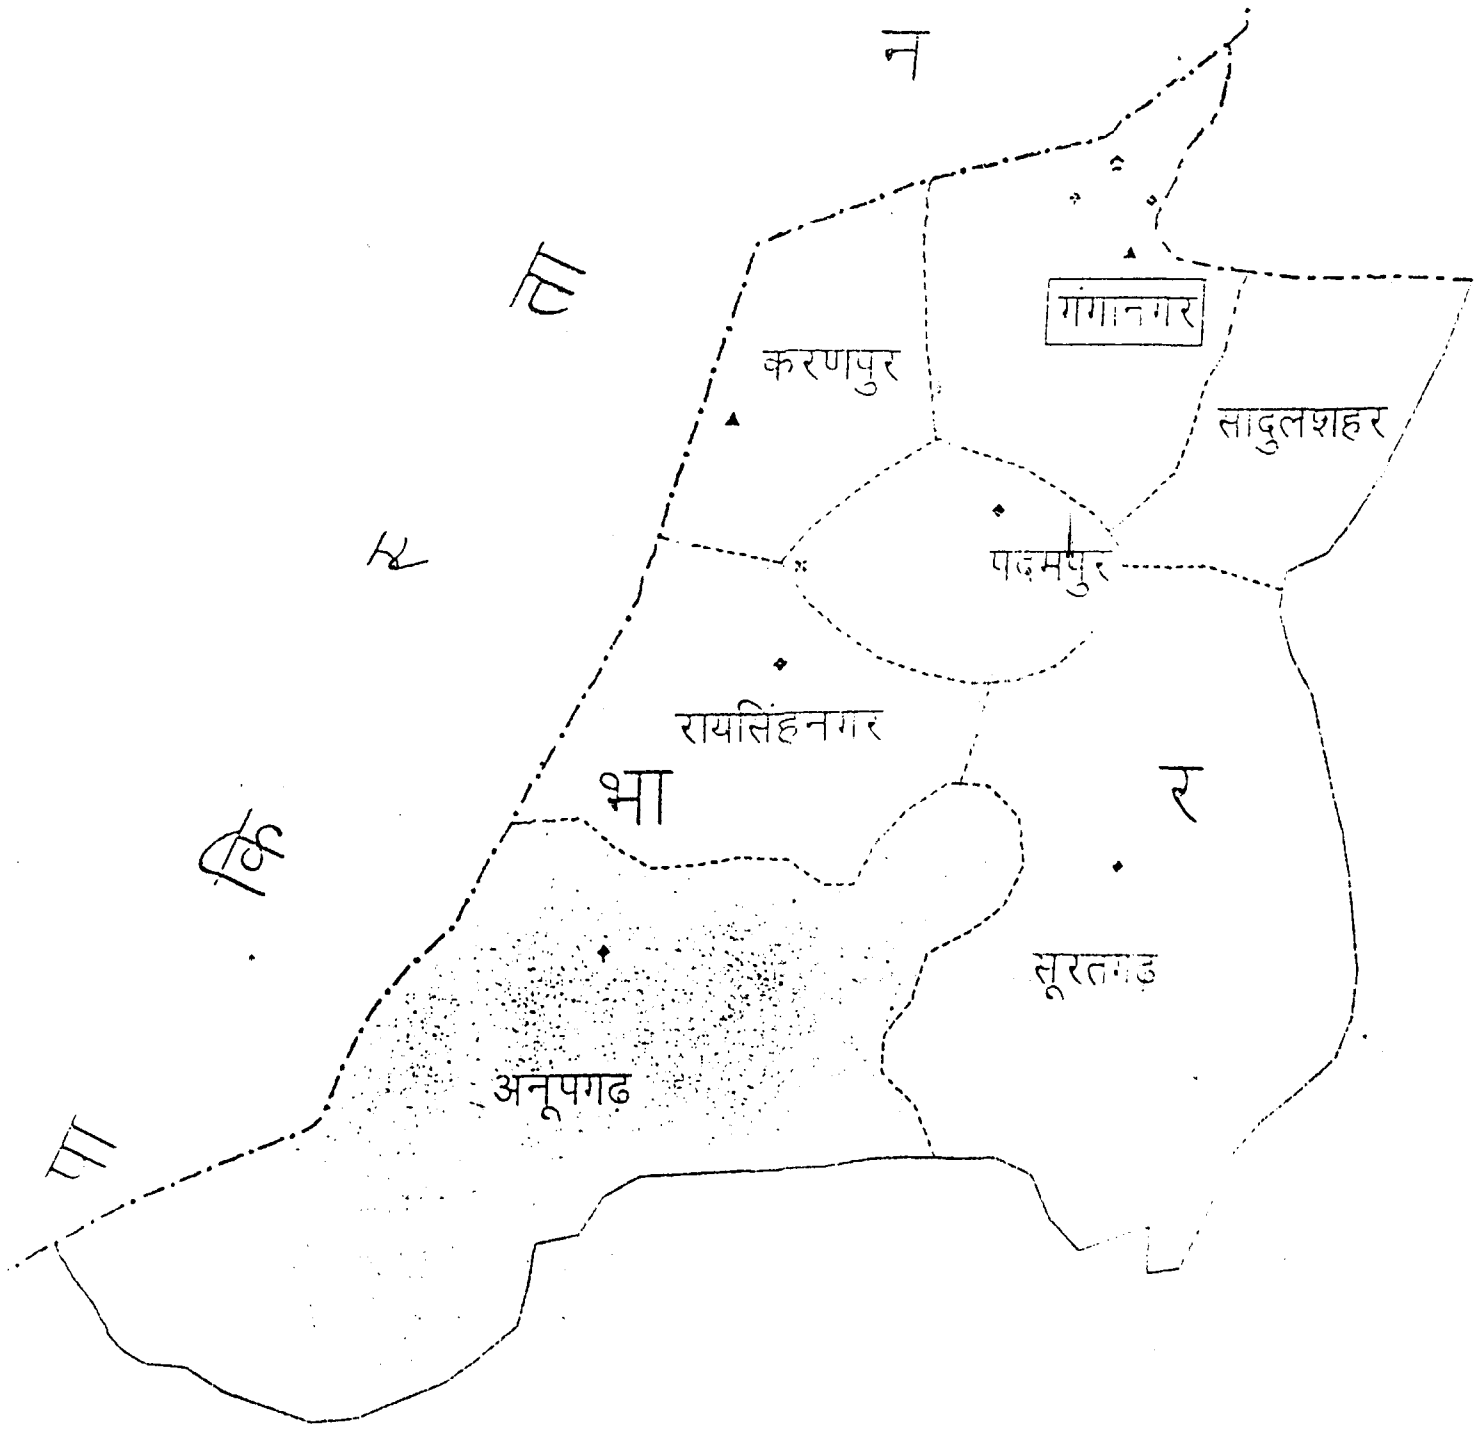 पाकिस्तान
गंगानगर
करणपुर
सादुलशहर
पदमपुर
रायसिंहनगर
भा र
सूरतगढ़
अनूपगढ़